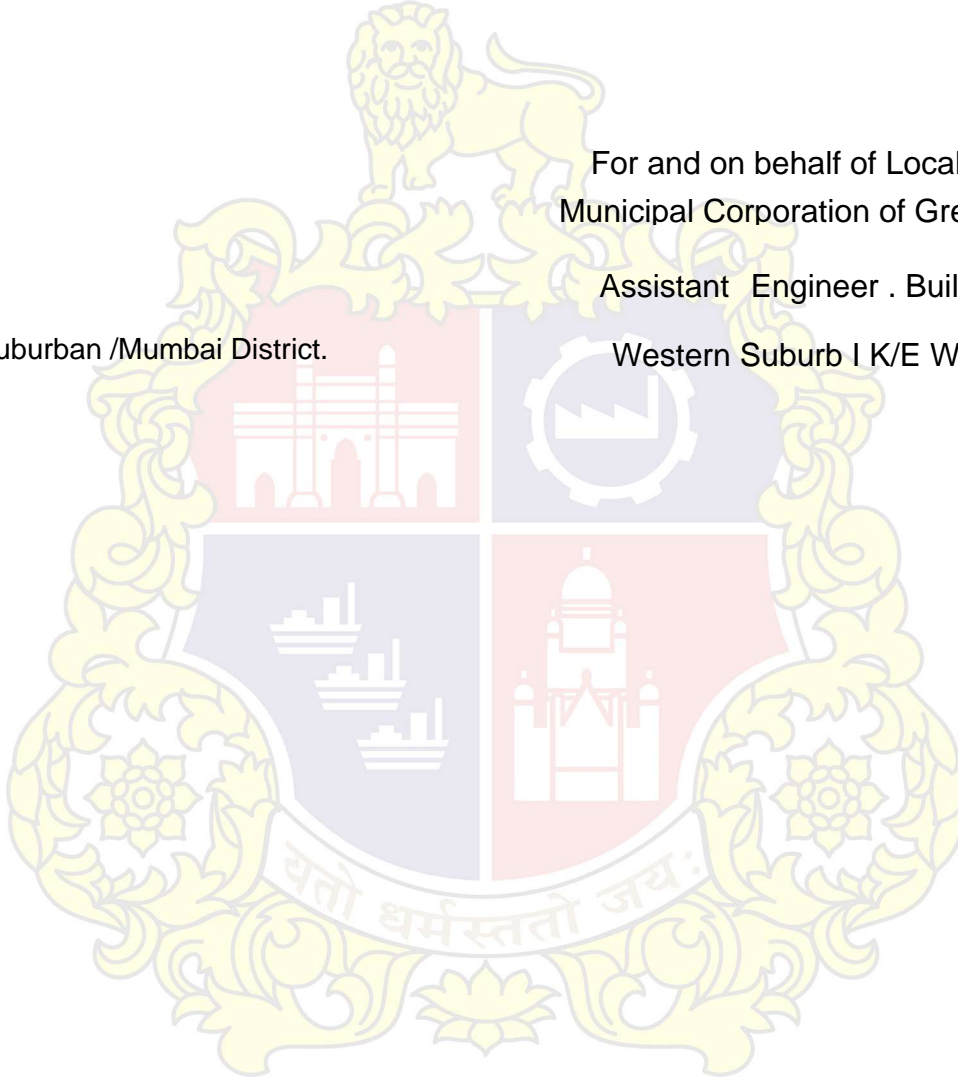 For and on behalf of Local
Municipal Corporation of Gre
Assistant Engineer . Buil
uburban /Mumbai District.
Western Suburb I K/E W
यतो धर्मस्ततो जय: